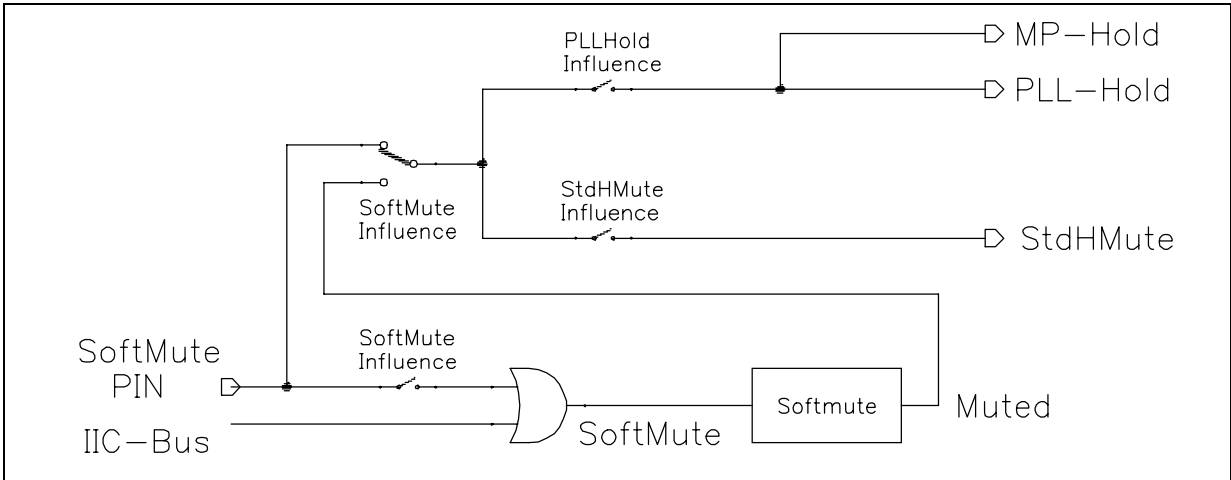 MP-Hold
PLLHold
Influence
PLL-Hold
SoftMute
Influence
StdHMute
Influence
StdHMute
SoftMute
PIN
SoftMute
Influence
IIC-Bus
SoftMute
Softmute
Muted